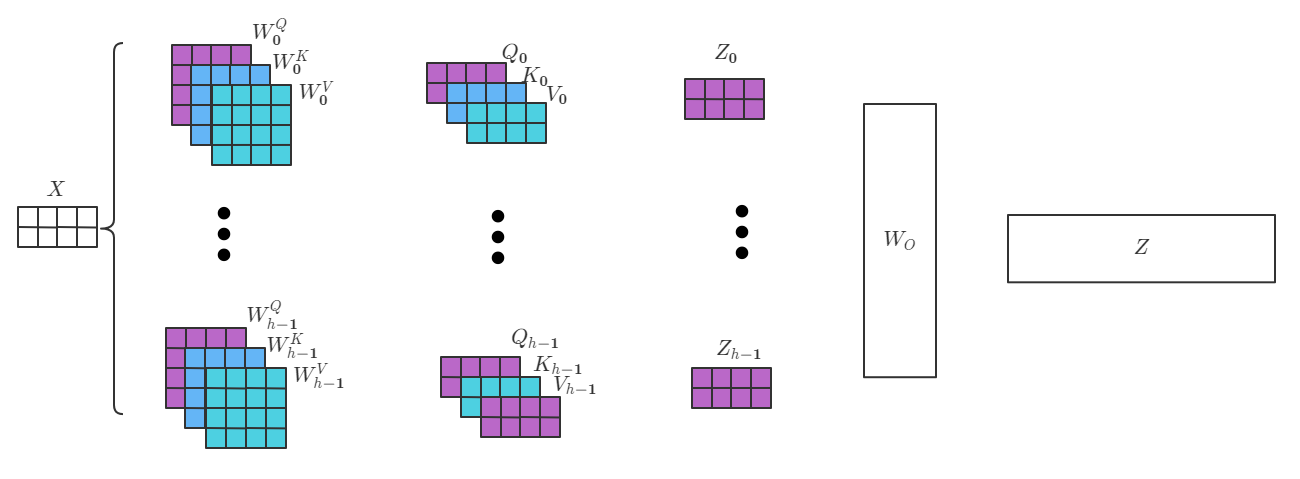 X
W_0^Q
W_0^K
W_0^V
Q_0
K_0
V_0
Z_0
W_{h-1}^Q
W_{h-1}^K
W_{h-1}^V
Q_{h-1}
K_{h-1}
V_{h-1}
Z_{h-1}
W_O
Z